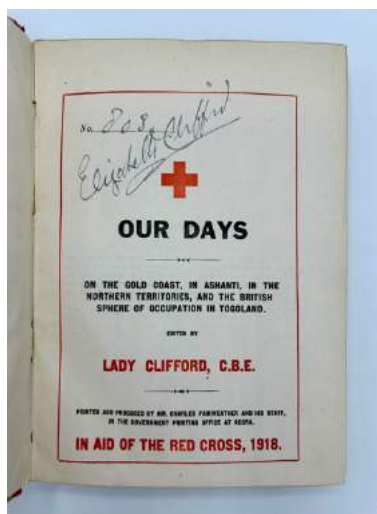 No. 803.
Elizabeth Clifford
OUR DAYS
ON THE GOLD COAST, IN ASHANTI, IN THE
NORTHERN TERRITORIES, AND THE BRITISH
SPHERE OF OCCUPATION IN TOGOLAND.
EDITED BY
LADY CLIFFORD, C.B.E.
PRINTED AND PRODUCED BY MR. CHARLES FAIRWEATHER AND HIS STAFF,
IN THE GOVERNMENT PRINTING OFFICE AT ACCRA.
IN AID OF THE RED CROSS, 1918.